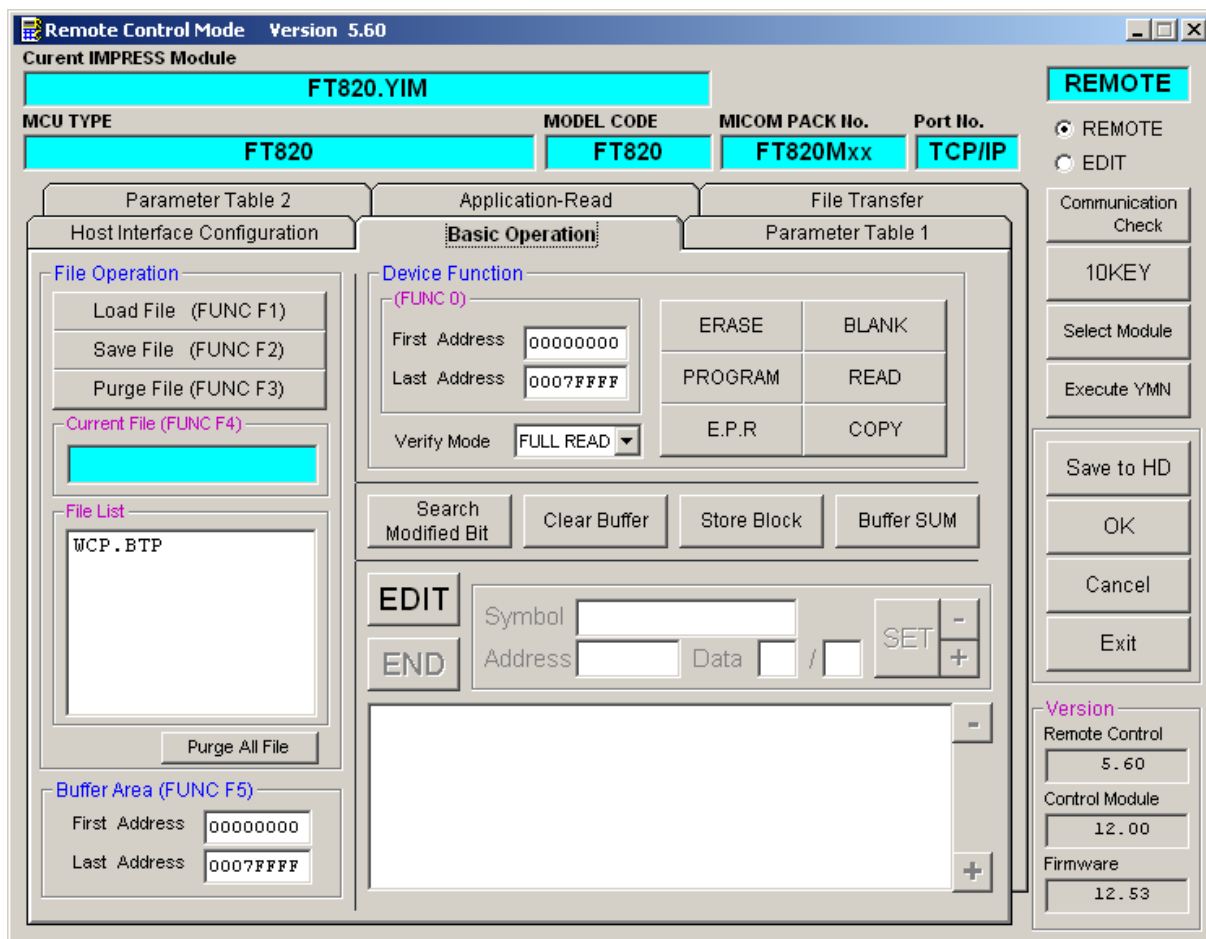 Remote Control Mode    Version  5.60
Curent IMPRESS Module
FT820.YIM
REMOTE
MCU TYPE
MODEL CODE
MICOM PACK No.
Port No.
FT820
FT820
FT820Mxx
TCP/IP
REMOTE
EDIT
Parameter Table 2
Application-Read
File Transfer
Host Interface Configuration
Basic Operation
Parameter Table 1
File Operation
Load File   (FUNC F1)
Save File   (FUNC F2)
Purge File (FUNC F3)
Current File (FUNC F4)
File List
WCP.BTP
Purge All File
Buffer Area (FUNC F5)
First  Address
00000000
Last  Address
0007FFFF
Device Function
(FUNC 0)
First  Address
00000000
Last  Address
0007FFFF
Verify Mode
FULL READ
ERASE
BLANK
PROGRAM
READ
E.P.R
COPY
Search
Modified Bit
Clear Buffer
Store Block
Buffer SUM
EDIT
END
Symbol
Address
Data
/
SET
-
+
-
+
Communication
Check
10KEY
Select Module
Execute YMN
Save to HD
OK
Cancel
Exit
Version
Remote Control
5.60
Control Module
12.00
Firmware
12.53